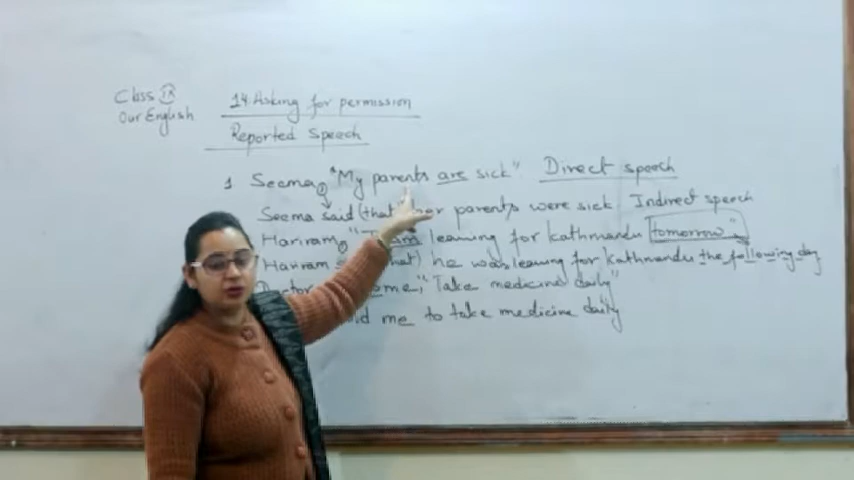 Class IX
Our English
14. Asking for permission
Reported Speech
1 Seema, "My parents are sick" Direct speech
Seema said (that) her parents were sick Indirect speech
Hariram, "I am leaving for Kathmandu tomorrow"
Hariram that) he was leaving for Kathmandu the following day
Doctor me, "Take medicine daily"
me to take medicine daily